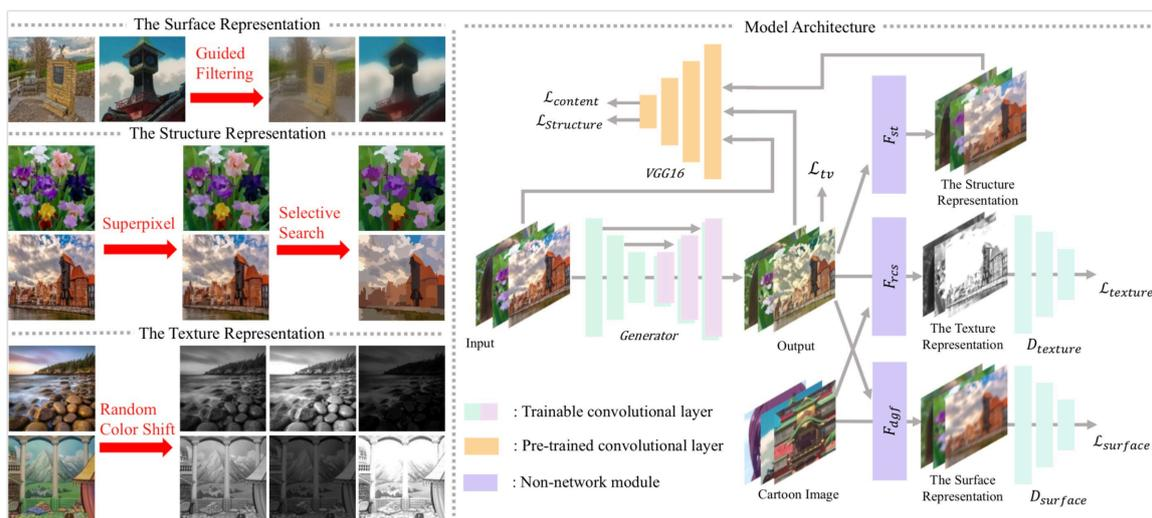 The Surface Representation
Guided
Filtering
The Structure Representation
Superpixel
Selective
Search
The Texture Representation
Random
Color Shift
Model Architecture
ℒcontent
ℒStructure
VGG16
ℒtv
Fst
The Structure
Representation
Input
Generator
Output
Frcs
The Texture
Representation
Dtexture
ℒtexture
: Trainable convolutional layer
: Pre-trained convolutional layer
: Non-network module
Cartoon Image
Fdgf
The Surface
Representation
Dsurface
ℒsurface